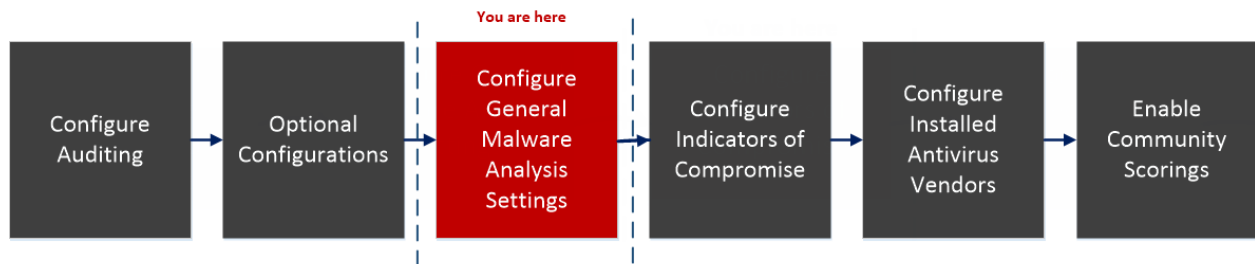 You are here
Configure
Auditing
Optional
Configurations
Configure
General
Malware
Analysis
Settings
Configure
Indicators of
Compromise
Configure
Installed
Antivirus
Vendors
Enable
Community
Scorings